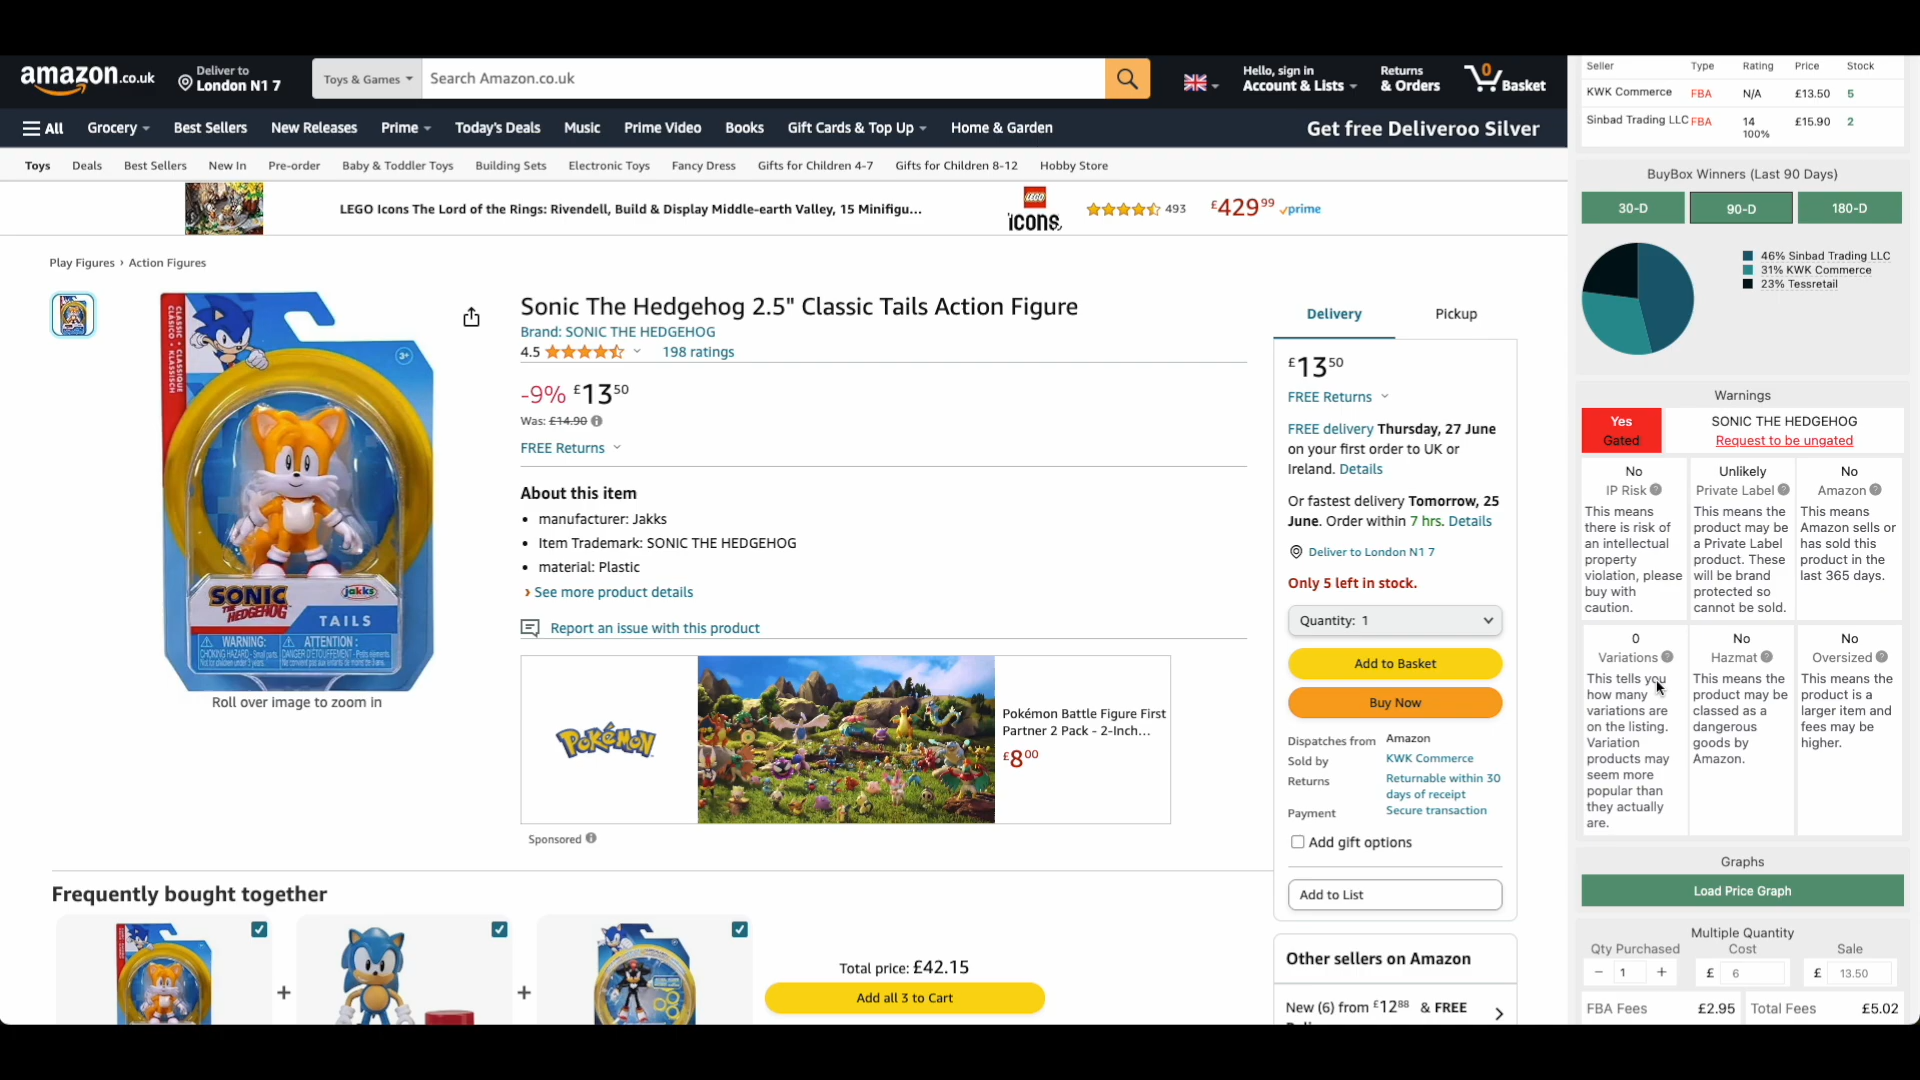 amazon.co.uk
Deliver to
London N1 7
Toys & Games
Search Amazon.co.uk
Hello, sign in
Account & Lists
Returns
& Orders
0
Basket
All
Grocery
Best Sellers
New Releases
Prime
Today's Deals
Music
Prime Video
Books
Gift Cards & Top Up
Home & Garden
Get free Deliveroo Silver
Toys
Deals
Best Sellers
New In
Pre-order
Baby & Toddler Toys
Building Sets
Electronic Toys
Fancy Dress
Gifts for Children 4-7
Gifts for Children 8-12
Hobby Store
LEGO Icons The Lord of the Rings: Rivendell, Build & Display Middle-earth Valley, 15 Minifigu...
LEGO
ICONS.
493
£429 99
prime
Play Figures › Action Figures
CLASSIC • CLASSIQUE
CLÁSICO • KLASSISCH
3+
SONIC
THE HEDGEHOG
jakks
TAILS
WARNING:
ATTENTION :
Roll over image to zoom in
Sonic The Hedgehog 2.5" Classic Tails Action Figure
Brand: SONIC THE HEDGEHOG
4.5
198 ratings
-9% £13 50
Was: £14.90
FREE Returns
About this item
• manufacturer: Jakks
• Item Trademark: SONIC THE HEDGEHOG
• material: Plastic
› See more product details
Report an issue with this product
POKéMON
Pokémon Battle Figure First
Partner 2 Pack - 2-Inch...
£8 00
Sponsored
Frequently bought together
+
+
Total price: £42.15
Add all 3 to Cart
Delivery
Pickup
£13 50
FREE Returns
FREE delivery Thursday, 27 June
on your first order to UK or
Ireland. Details
Or fastest delivery Tomorrow, 25
June. Order within 7 hrs. Details
Deliver to London N1 7
Only 5 left in stock.
Quantity: 1
Add to Basket
Buy Now
Dispatches from Amazon
Sold by KWK Commerce
Returns Returnable within 30
days of receipt
Payment Secure transaction
Add gift options
Add to List
Other sellers on Amazon
New (6) from £12 88 & FREE
Seller Type Rating Price Stock
KWK Commerce FBA N/A £13.50 5
Sinbad Trading LLC FBA 14 £15.90 2
100%
BuyBox Winners (Last 90 Days)
30-D
90-D
180-D
46% Sinbad Trading LLC
31% KWK Commerce
23% Tessretail
Warnings
Yes
Gated
SONIC THE HEDGEHOG
Request to be ungated
No
IP Risk
This means
there is risk of
an intellectual
property
violation, please
buy with
caution.
Unlikely
Private Label
This means the
product may be
a Private Label
product. These
will be brand
protected so
cannot be sold.
No
Amazon
This means
Amazon sells or
has sold this
product in the
last 365 days.
0
Variations
This tells you
how many
variations are
on the listing.
Variation
products may
seem more
popular than
they actually
are.
No
Hazmat
This means the
product may be
classed as a
dangerous
goods by
Amazon.
No
Oversized
This means the
product is a
larger item and
fees may be
higher.
Graphs
Load Price Graph
Multiple Quantity
Qty Purchased Cost Sale
− 1 + £ 6 £ 13.50
FBA Fees £2.95 Total Fees £5.02